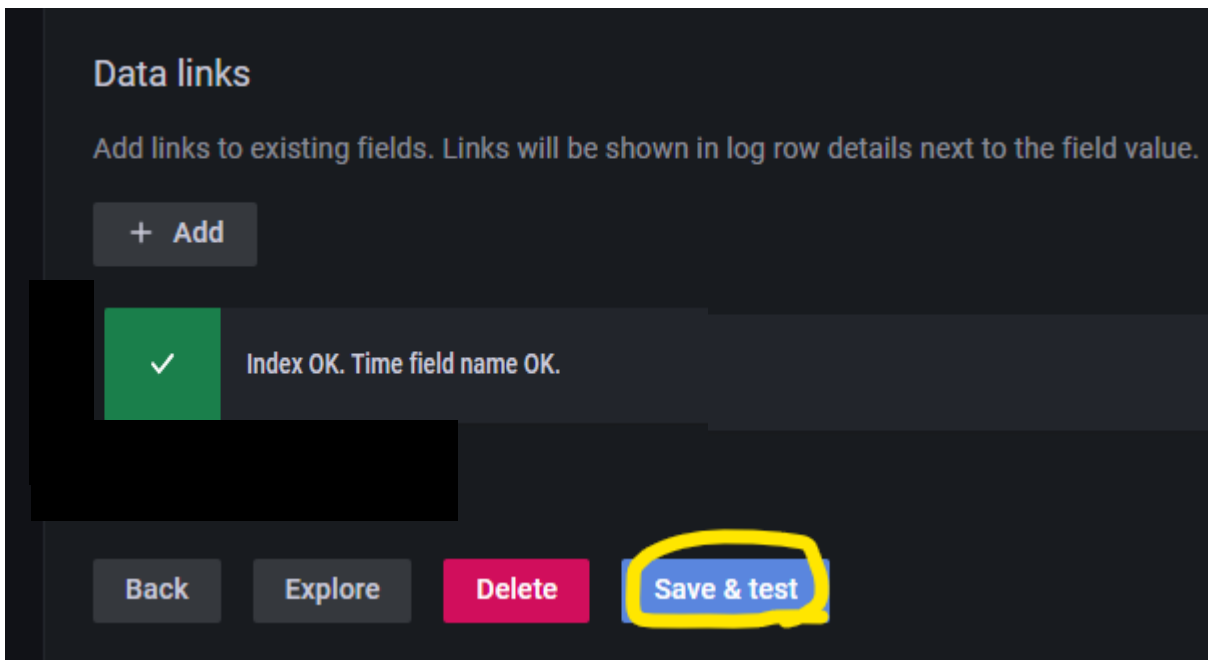 Data links
Add links to existing fields. Links will be shown in log row details next to the field value.
+ Add
Index OK. Time field name OK.
Back Explore Delete Save & test